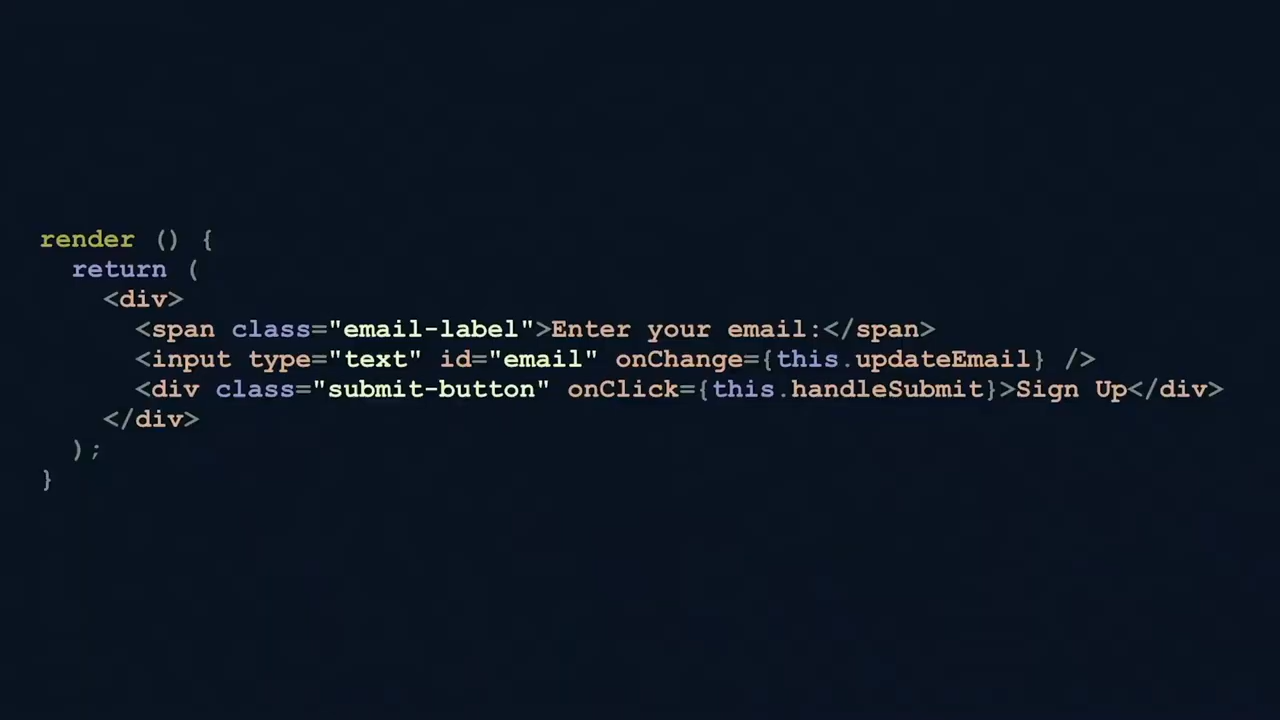 render () {
  return (
    <div>
      <span class="email-label">Enter your email:</span>
      <input type="text" id="email" onChange={this.updateEmail} />
      <div class="submit-button" onClick={this.handleSubmit}>Sign Up</div>
    </div>
  );
}